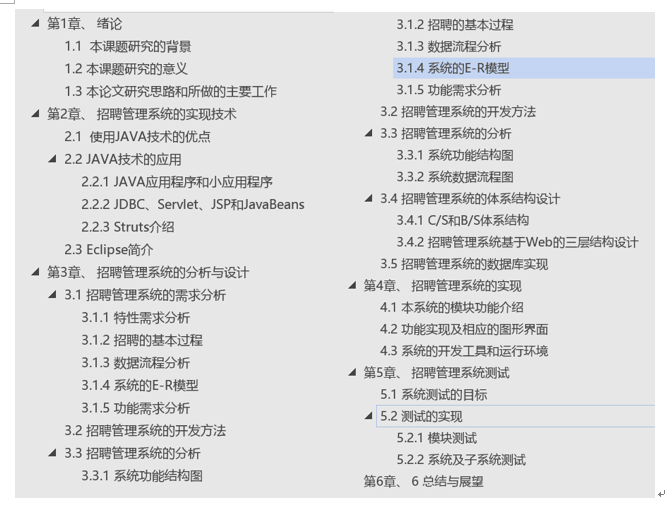 第1章、 绪论
1.1 本课题研究的背景
1.2 本课题研究的意义
1.3 本论文研究思路和所做的主要工作
第2章、 招聘管理系统的实现技术
2.1 使用JAVA技术的优点
2.2 JAVA技术的应用
2.2.1 JAVA应用程序和小应用程序
2.2.2 JDBC、Servlet、JSP和JavaBeans
2.2.3 Struts介绍
2.3 Eclipse简介
第3章、 招聘管理系统的分析与设计
3.1 招聘管理系统的需求分析
3.1.1 特性需求分析
3.1.2 招聘的基本过程
3.1.3 数据流程分析
3.1.4 系统的E-R模型
3.1.5 功能需求分析
3.2 招聘管理系统的开发方法
3.3 招聘管理系统的分析
3.3.1 系统功能结构图
3.1.2 招聘的基本过程
3.1.3 数据流程分析
3.1.4 系统的E-R模型
3.1.5 功能需求分析
3.2 招聘管理系统的开发方法
3.3 招聘管理系统的分析
3.3.1 系统功能结构图
3.3.2 系统数据流程图
3.4 招聘管理系统的体系结构设计
3.4.1 C/S和B/S体系结构
3.4.2 招聘管理系统基于Web的三层结构设计
3.5 招聘管理系统的数据库实现
第4章、 招聘管理系统的实现
4.1 本系统的模块功能介绍
4.2 功能实现及相应的图形界面
4.3 系统的开发工具和运行环境
第5章、 招聘管理系统测试
5.1 系统测试的目标
5.2 测试的实现
5.2.1 模块测试
5.2.2 系统及子系统测试
第6章、 6 总结与展望